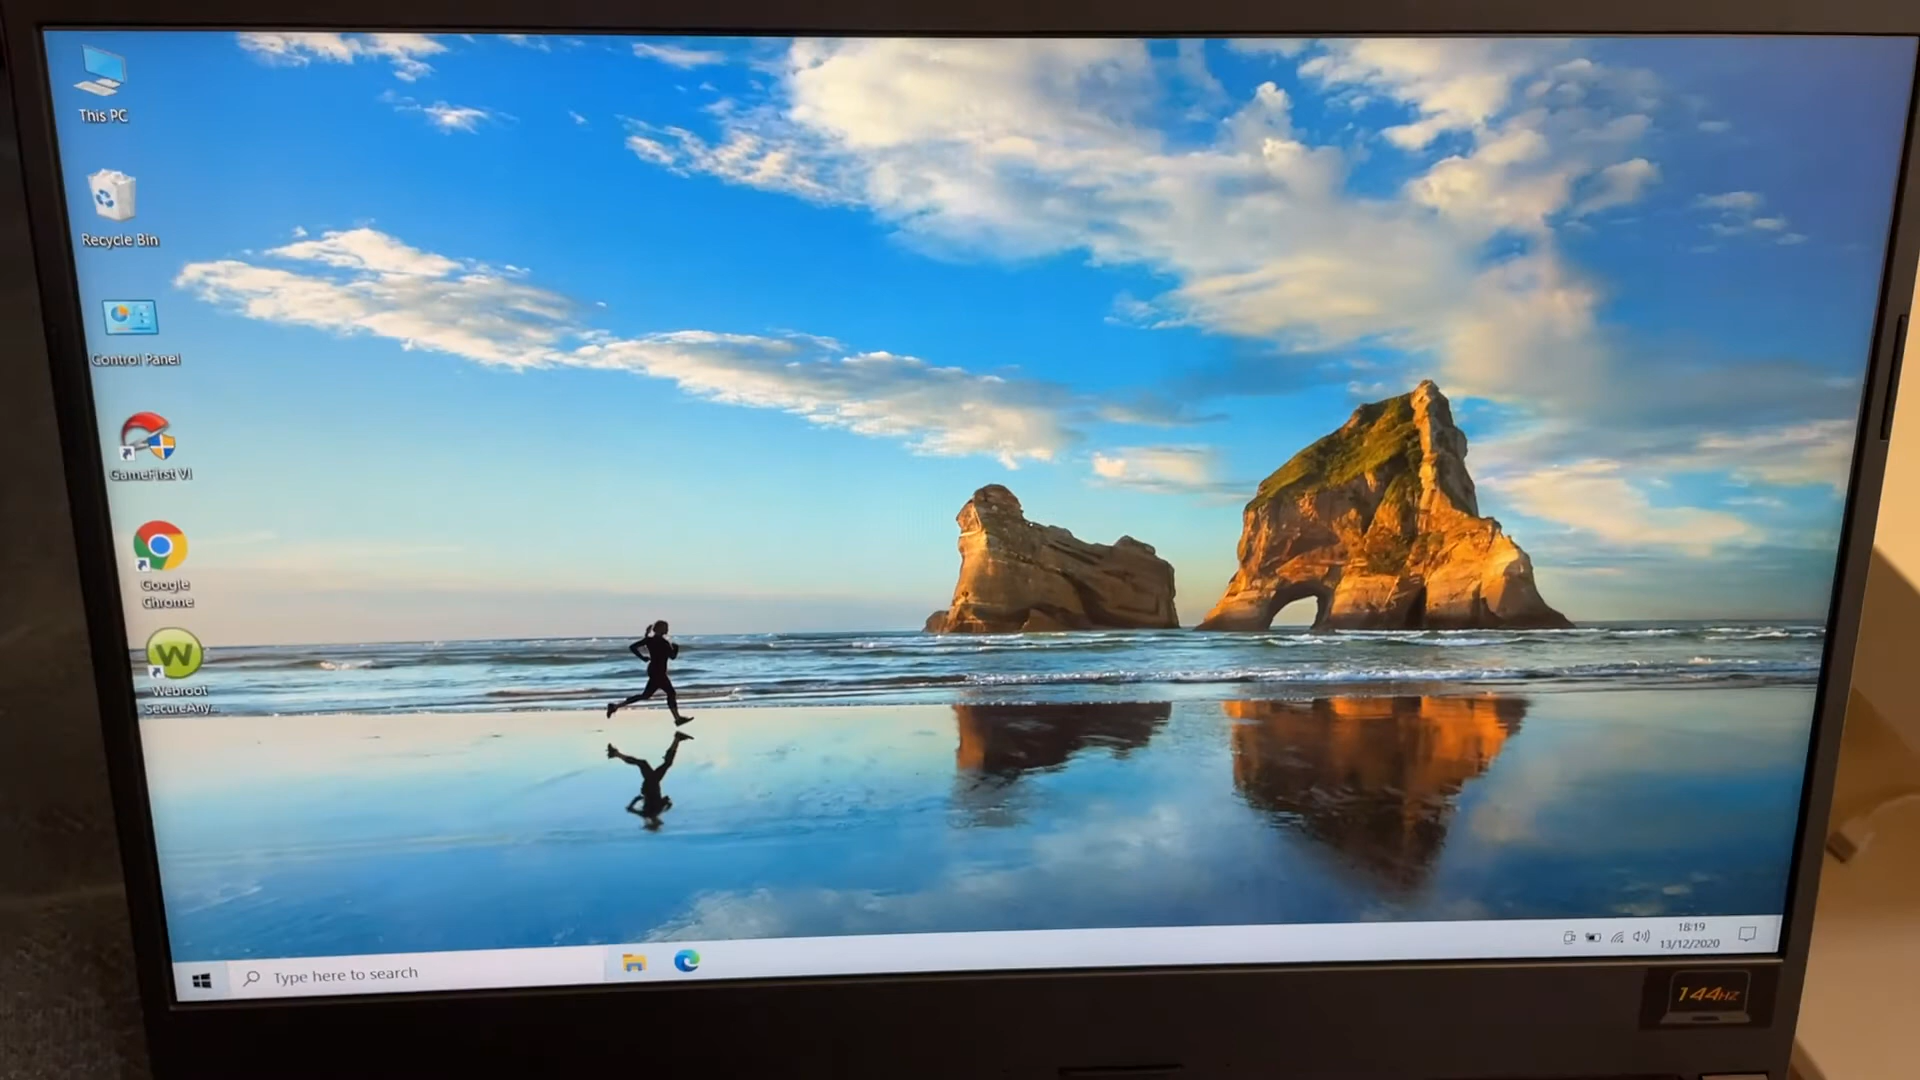 This PC
Recycle Bin
Control Panel
GameFirst VI
Google
Chrome
W
Webroot
SecureAny...
Type here to search
18:19
13/12/2020
144HZ